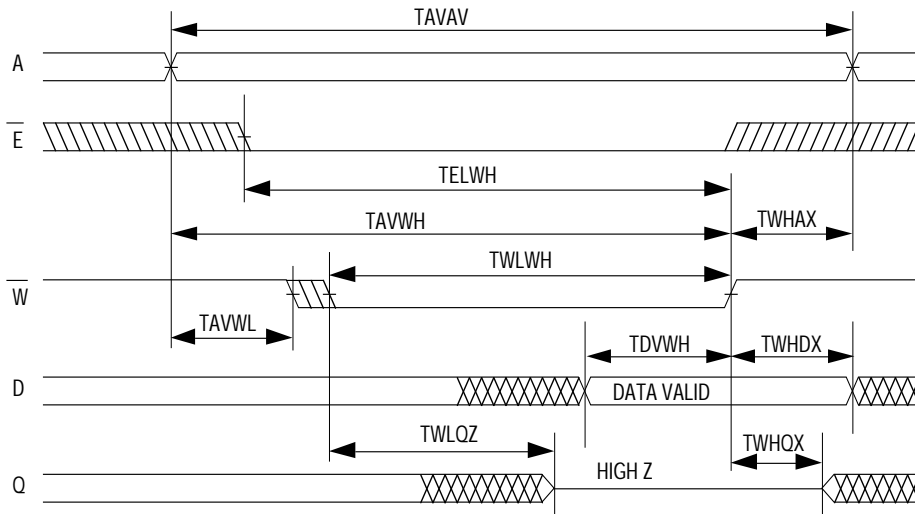 TAVAV
A
E
TELWH
TAVWH
TWHAX
TWLWH
W
TAVWL
TDVWH
TWHDX
D
DATA VALID
TWLQZ
TWHQX
Q
HIGH Z